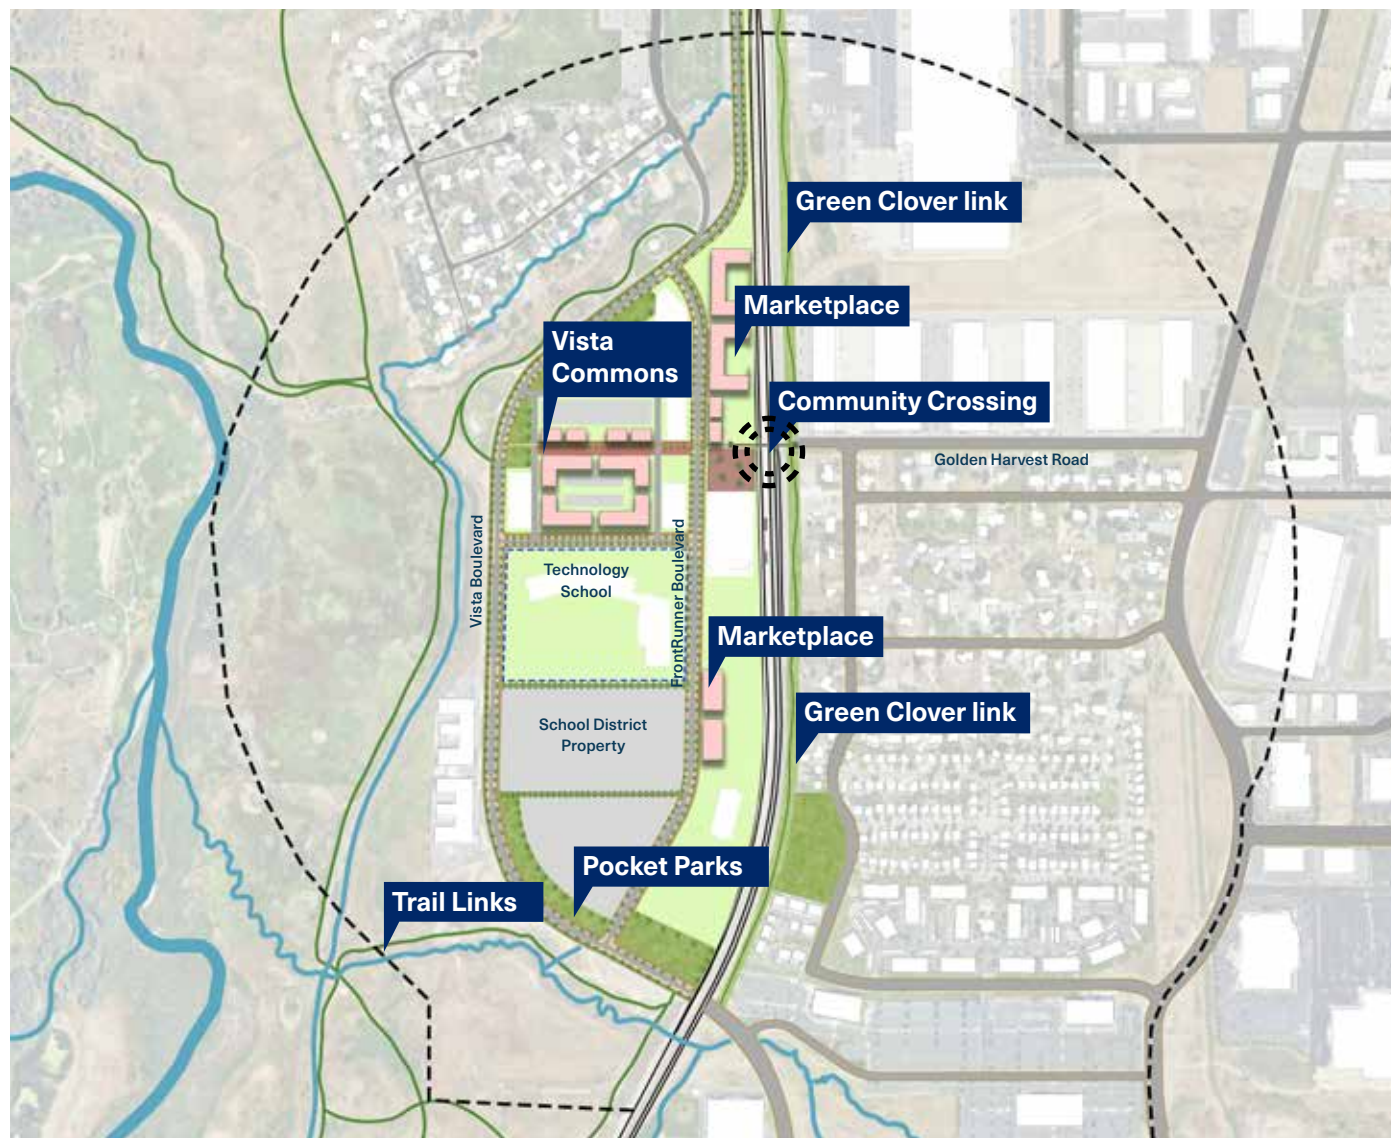 Green Clover link
Marketplace
Vista
Commons
Community Crossing
Golden Harvest Road
Vista Boulevard
FrontRunner Boulevard
Technology
School
Marketplace
Green Clover link
School District
Property
Pocket Parks
Trail Links